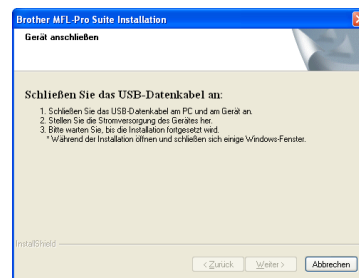 Brother MFL-Pro Suite Installation
Gerät anschließen
Schließen Sie das USB-Datenkabel an:
1. Schließen Sie das USB-Datenkabel am PC und am Gerät an.
2. Stellen Sie die Stromversorgung des Gerätes her.
3. Bitte warten Sie, bis die Installation fortgesetzt wird.
* Während der Installation öffnen und schließen sich einige Windows-Fenster.
InstallShield
< Zurück Weiter > Abbrechen